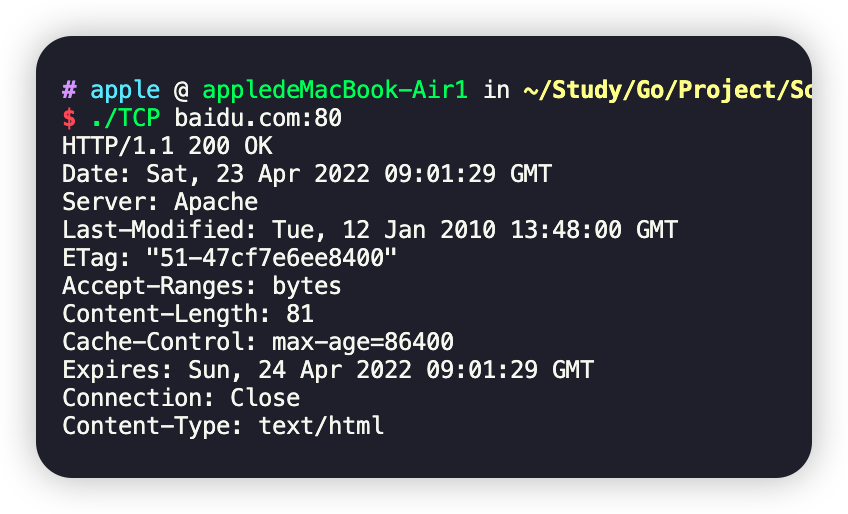 # apple @ appledeMacBook-Air1 in ~/Study/Go/Project/
$ ./TCP baidu.com:80
HTTP/1.1 200 OK
Date: Sat, 23 Apr 2022 09:01:29 GMT
Server: Apache
Last-Modified: Tue, 12 Jan 2010 13:48:00 GMT
ETag: "51-47cf7e6ee8400"
Accept-Ranges: bytes
Content-Length: 81
Cache-Control: max-age=86400
Expires: Sun, 24 Apr 2022 09:01:29 GMT
Connection: Close
Content-Type: text/html